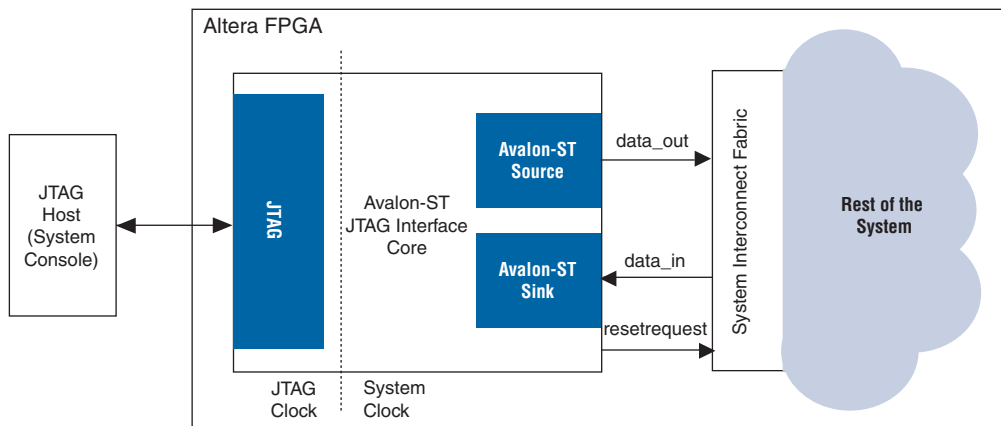 Altera FPGA
JTAG
Host
(System
Console)
JTAG
Avalon-ST
JTAG Interface
Core
Avalon-ST
Source
Avalon-ST
Sink
data_out
data_in
resetrequest
System Interconnect Fabric
Rest of the
System
JTAG
Clock
System
Clock